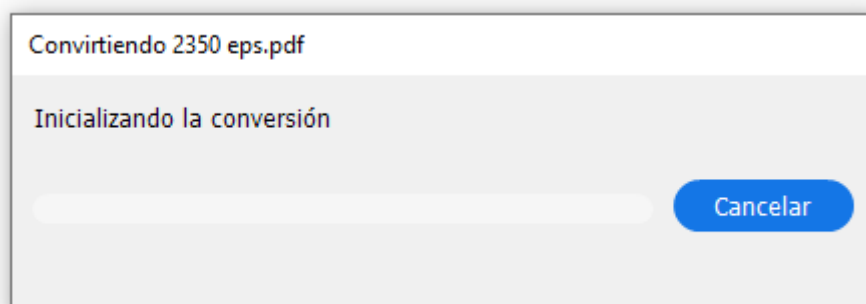 Convirtiendo 2350 eps.pdf
Inicializando la conversión
Cancelar